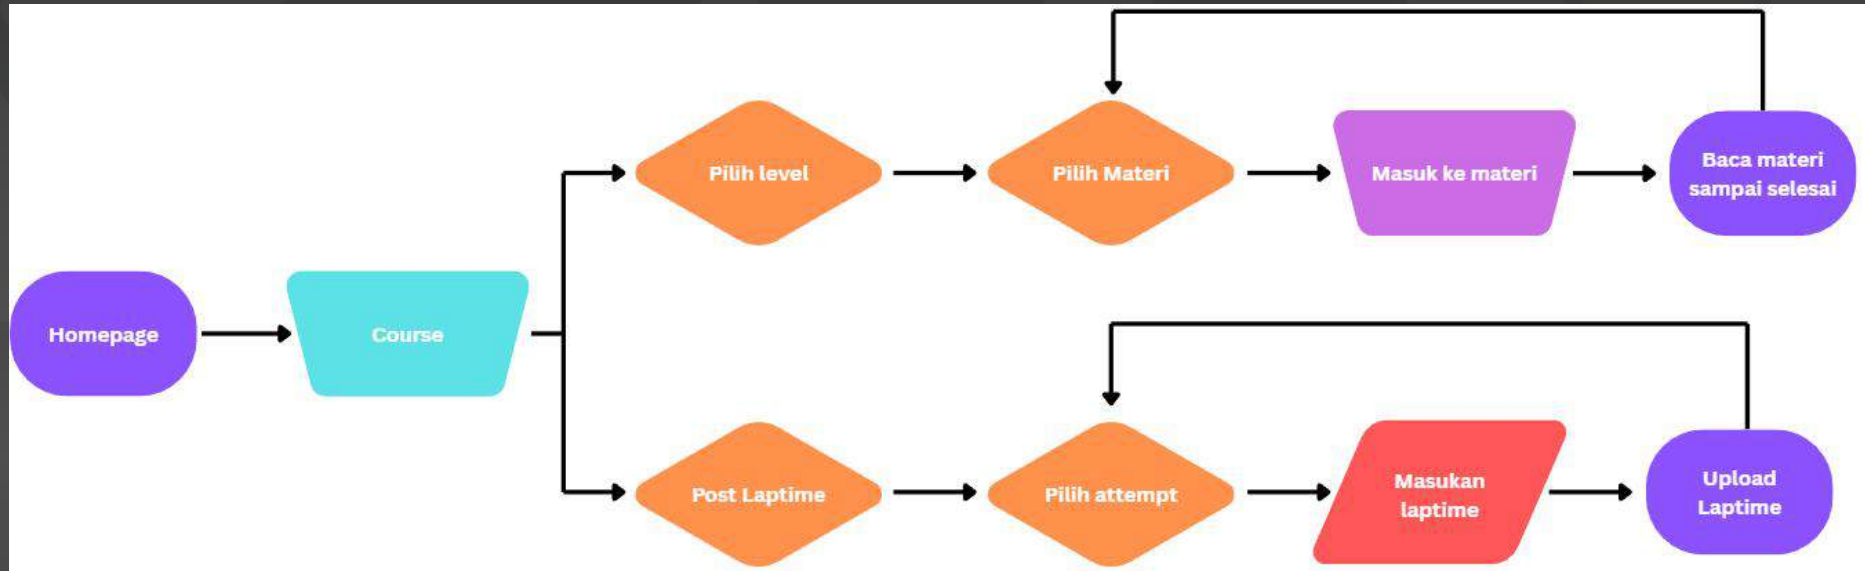 Homepage
Course
Pilih level
Pilih Materi
Masuk ke materi
Baca materi
sampai selesai
Post Laptime
Pilih attempt
Masukan
laptime
Upload
Laptime